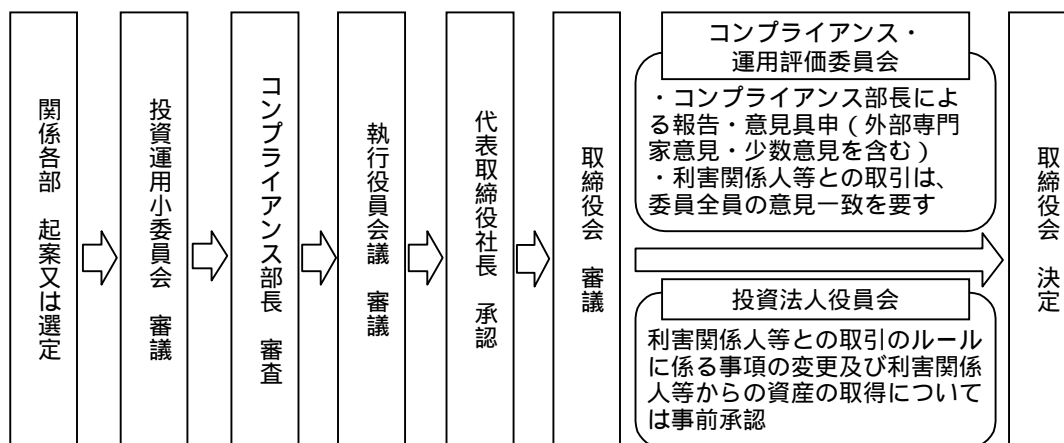 関係各部 起案又は選定
投資運用小委員会 審議
コンプライアンス部長 審査
執行役員会議 審議
代表取締役社長 承認
取締役会 審議
コンプライアンス・
運用評価委員会
・コンプライアンス部長によ
る報告・意見具申(外部専門
家意見・少数意見を含む)
・利害関係人等との取引は、
委員全員の意見一致を要す
投資法人役員会
利害関係人等との取引のルール
に係る事項の変更及び利害関係
人等からの資産の取得について
は事前承認
取締役会 決定